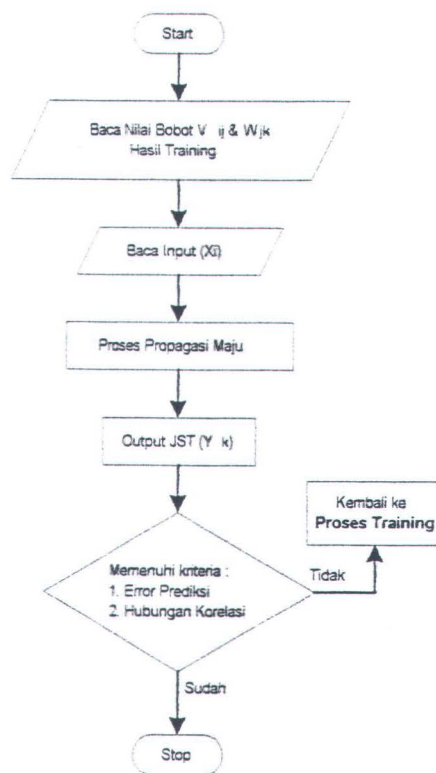 Start
Baca Nilai Bobot V ij & Wjk
Hasil Training
Baca Input (Xi)
Proses Propagasi Maju
Output JST (Y k)
Kembali ke
Proses Training
Memenuhi kriteria :
1. Error Prediksi
2. Hubungan Korelasi
Tidak
Sudah
Stop